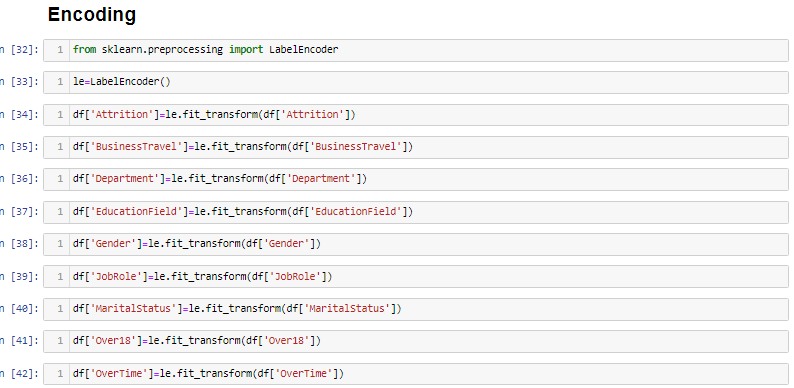 Encoding
n [32]: 1 from sklearn.preprocessing import LabelEncoder
n [33]: 1 le=LabelEncoder()
n [34]: 1 df['Attrition']=le.fit_transform(df['Attrition'])
n [35]: 1 df['BusinessTravel']=le.fit_transform(df['BusinessTravel'])
n [36]: 1 df['Department']=le.fit_transform(df['Department'])
n [37]: 1 df['EducationField']=le.fit_transform(df['EducationField'])
n [38]: 1 df['Gender']=le.fit_transform(df['Gender'])
n [39]: 1 df['JobRole']=le.fit_transform(df['JobRole'])
n [40]: 1 df['MaritalStatus']=le.fit_transform(df['MaritalStatus'])
n [41]: 1 df['Over18']=le.fit_transform(df['Over18'])
n [42]: 1 df['OverTime']=le.fit_transform(df['OverTime'])